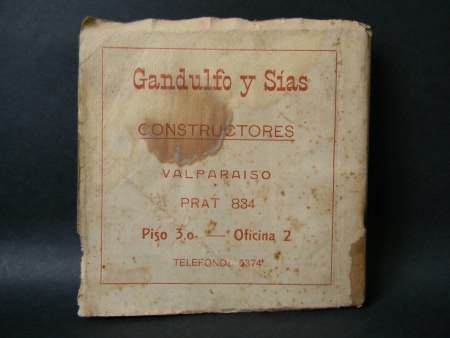 Gandulfo y Sías
CONSTRUCTORES
VALPARAISO
PRAT 834
Piso 3.o. — Oficina 2
TELEFONO: 5374